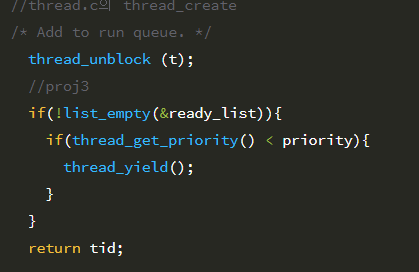 //thread.c의 thread_create
/* Add to run queue. */
thread_unblock (t);
//proj3
if(!list_empty(&ready_list)){
if(thread_get_priority() < priority){
thread_yield();
}
}
return tid;